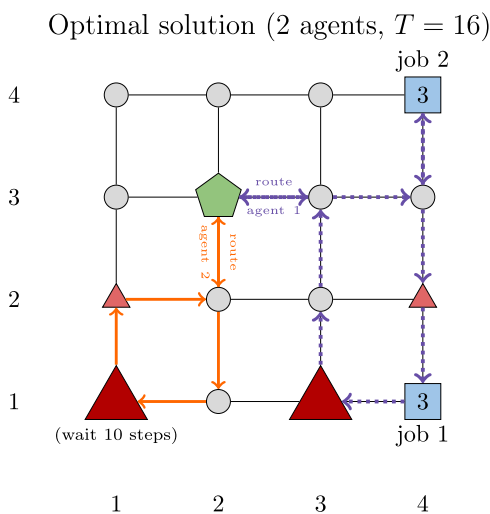 Optimal solution (2 agents, T = 16)
job 2
4
3
3
route
agent 1
agent 2
route
2
1
3
(wait 10 steps)
job 1
1
2
3
4